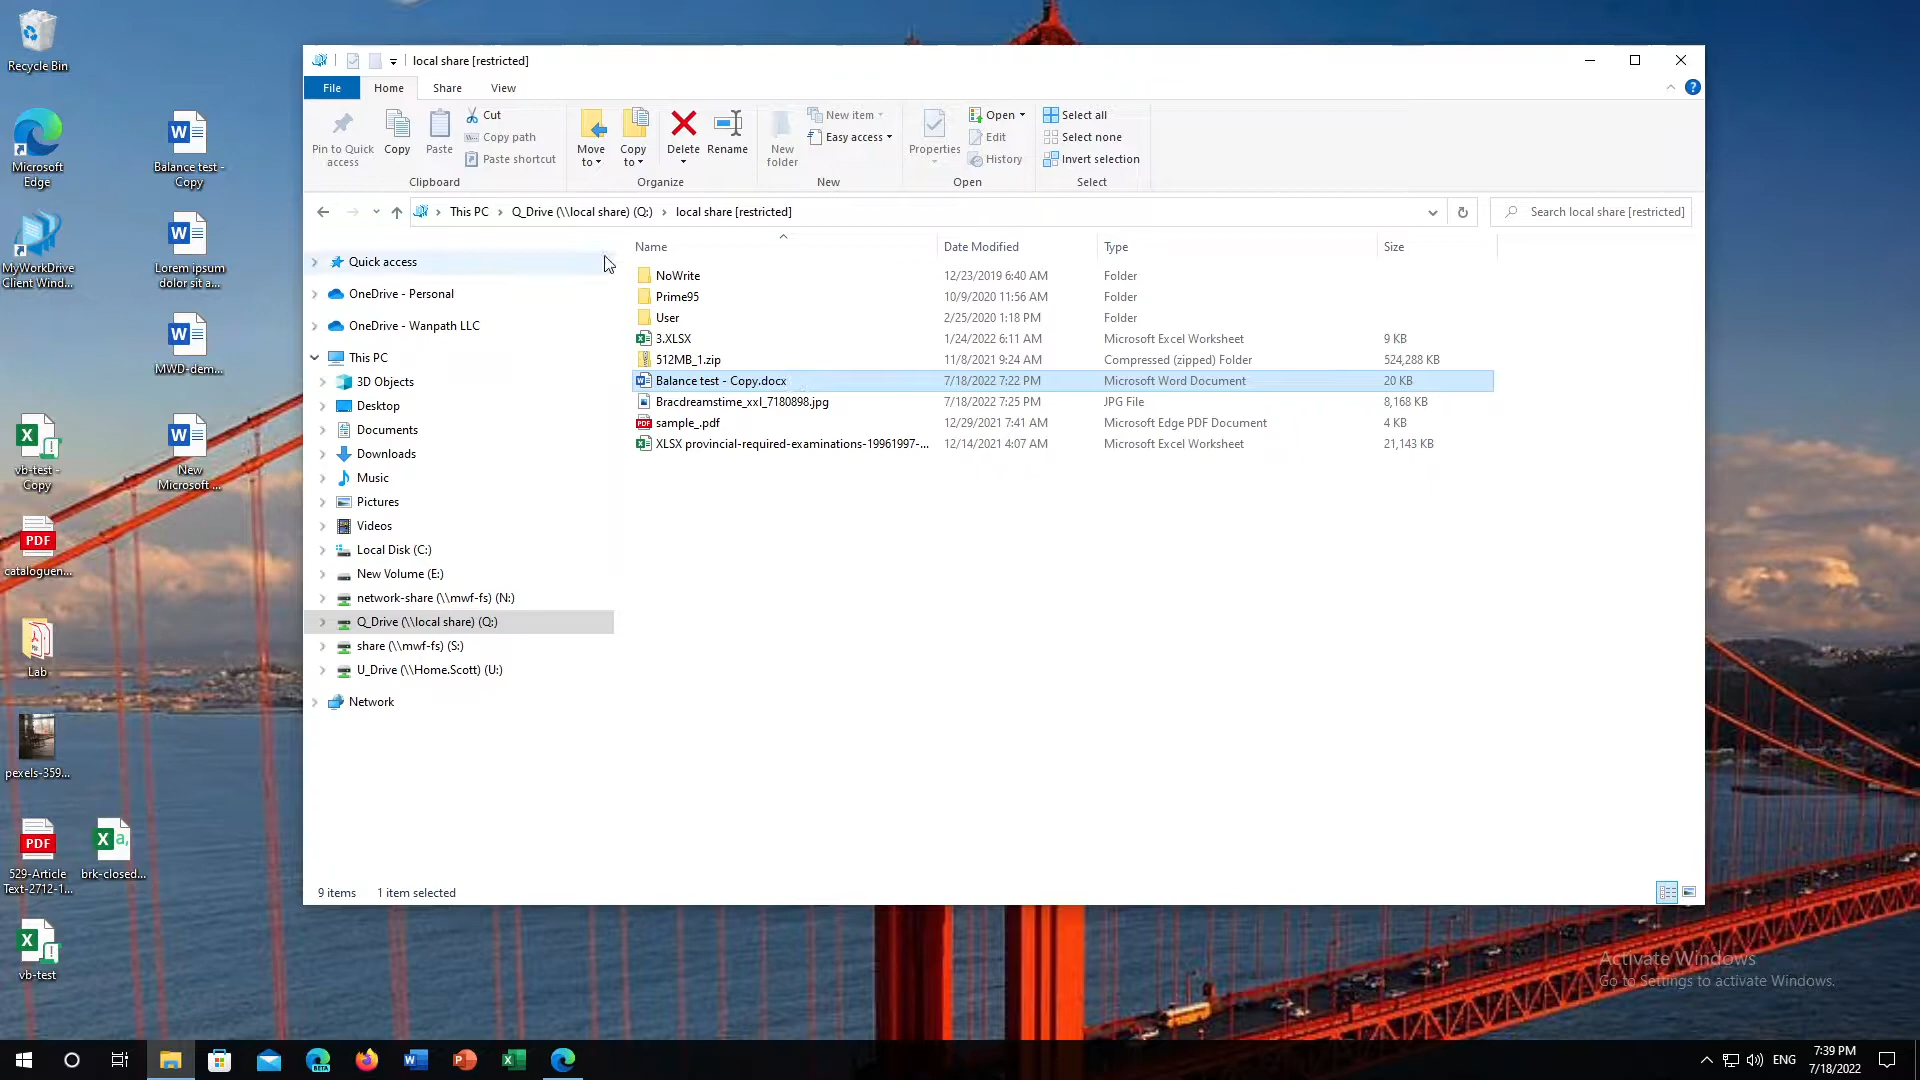 Recycle Bin
Microsoft
Edge
Balance test -
Copy
MyWorkDrive
Client Wind...
Lorem ipsum
dolor sit a...
MWD-dem...
vb-test -
Copy
New
Microsoft ...
PDF
cataloguen...
Lab
pexels-359...
PDF
529-Article
Text-2712-1...
brk-closed...
vb-test
local share [restricted]
File Home Share View
Pin to Quick
access
Copy
Paste
Cut
Copy path
Paste shortcut
Clipboard
Move
to
Copy
to
Delete
Rename
Organize
New
folder
New item
Easy access
New
Properties
Open
Edit
History
Open
Select all
Select none
Invert selection
Select
This PC Q_Drive (\\local share) (Q:) local share [restricted]
Search local share [restricted]
Quick access
OneDrive - Personal
OneDrive - Wanpath LLC
This PC
3D Objects
Desktop
Documents
Downloads
Music
Pictures
Videos
Local Disk (C:)
New Volume (E:)
network-share (\\mwf-fs) (N:)
Q_Drive (\\local share) (Q:)
share (\\mwf-fs) (S:)
U_Drive (\\Home.Scott) (U:)
Network
Name Date Modified Type Size
NoWrite 12/23/2019 6:40 AM Folder
Prime95 10/9/2020 11:56 AM Folder
User 2/25/2020 1:18 PM Folder
3.XLSX 1/24/2022 6:11 AM Microsoft Excel Worksheet 9 KB
512MB_1.zip 11/8/2021 9:24 AM Compressed (zipped) Folder 524,288 KB
Balance test - Copy.docx 7/18/2022 7:22 PM Microsoft Word Document 20 KB
Bracdreamstime_xxl_7180898.jpg 7/18/2022 7:25 PM JPG File 8,168 KB
sample_.pdf 12/29/2021 7:41 AM Microsoft Edge PDF Document 4 KB
XLSX provincial-required-examinations-19961997-... 12/14/2021 4:07 AM Microsoft Excel Worksheet 21,143 KB
9 items 1 item selected
Activate Windows
Go to Settings to activate Windows.
ENG
7:39 PM
7/18/2022